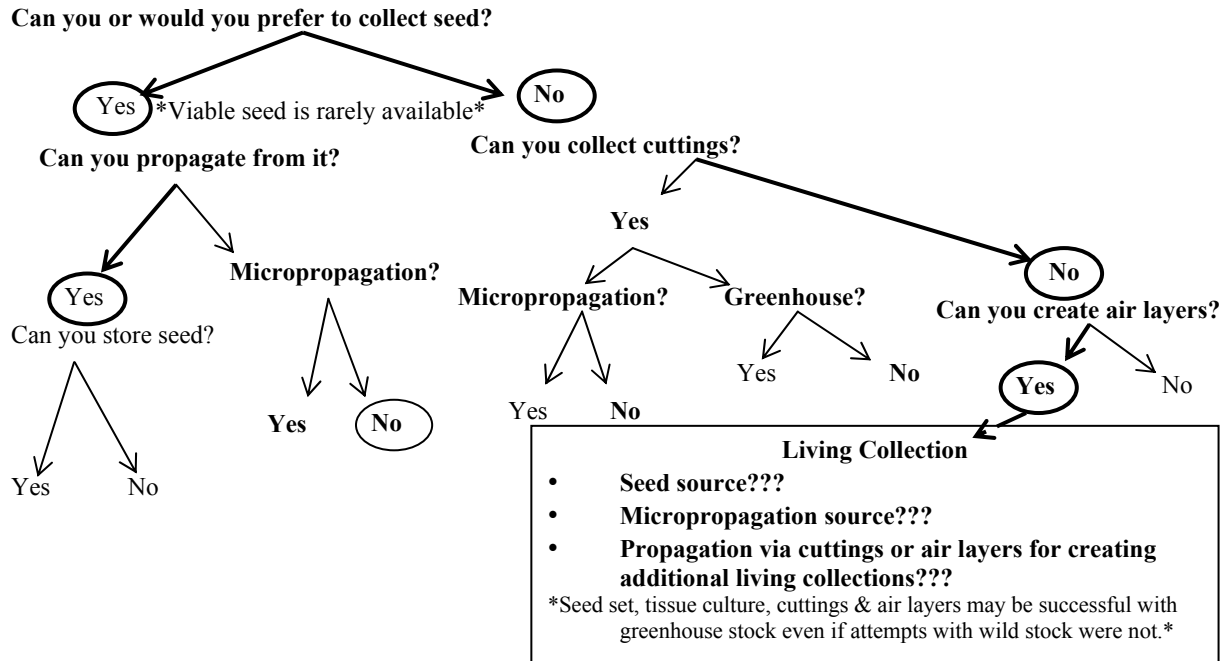 Can you or would you prefer to collect seed?
Yes *Viable seed is rarely available*
No
Can you propagate from it?
Can you collect cuttings?
Yes
Micropropagation?
Yes
Can you store seed?
Micropropagation?
Greenhouse?
No
Can you create air layers?
Yes
No
Yes
No
Yes
No
Yes
No
Yes
No
Yes
No
Living Collection
• Seed source???
• Micropropagation source???
• Propagation via cuttings or air layers for creating
additional living collections???
*Seed set, tissue culture, cuttings & air layers may be successful with
greenhouse stock even if attempts with wild stock were not.*